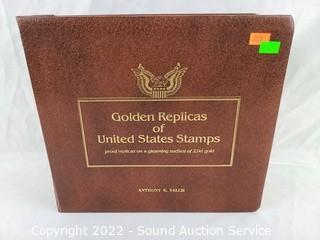 Golden Replicas
of
United States Stamps
proof replicas on a gleaming surface of 22kt gold
ANTHONY E. SALCE
Copyright 2022 - Sound Auction Service